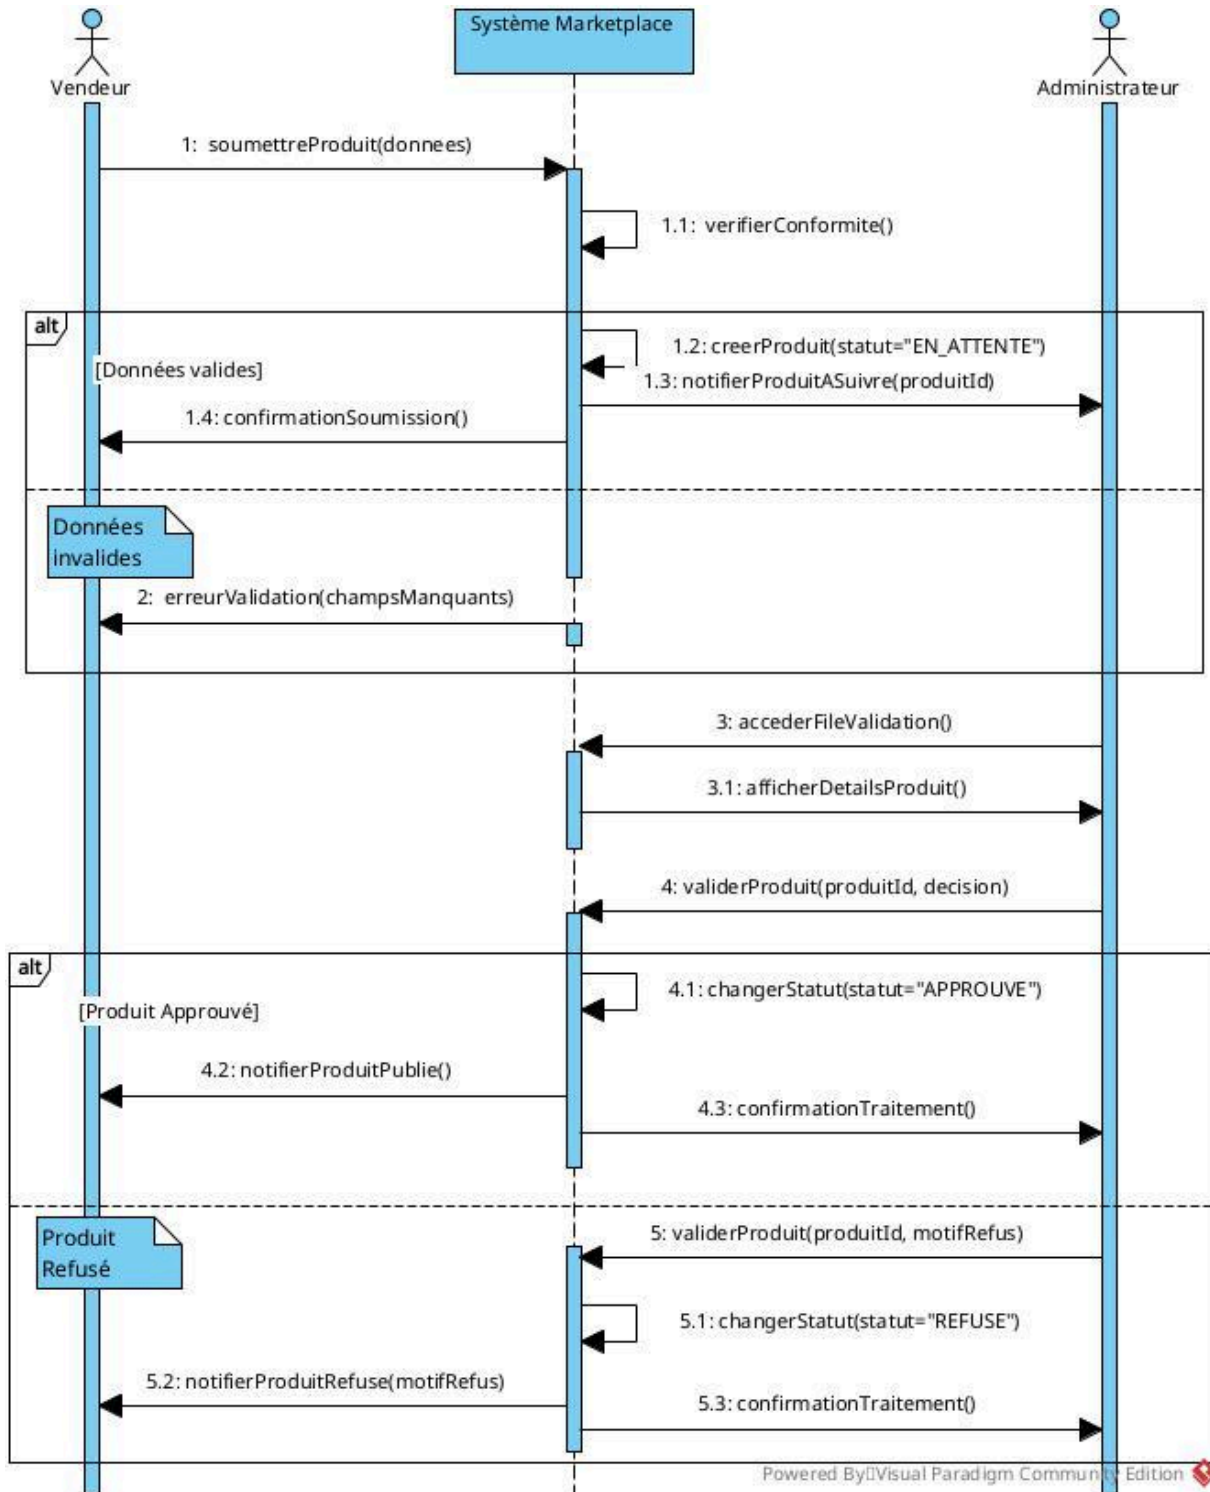 Système Marketplace
Vendeur
Administrateur
1: soumettreProduit(donnees)
1.1: verifierConformite()
alt
1.2: creerProduit(statut="EN_ATTENTE")
[Données valides]
1.3: notifierProduitASuivre(produitId)
1.4: confirmationSoumission()
Données
invalides
2: erreurValidation(champsManquants)
3: accederFileValidation()
3.1: afficherDetailsProduit()
4: validerProduit(produitId, decision)
alt
4.1: changerStatut(statut="APPROUVE")
[Produit Approuvé]
4.2: notifierProduitPublie()
4.3: confirmationTraitement()
Produit
Refusé
5: validerProduit(produitId, motifRefus)
5.1: changerStatut(statut="REFUSE")
5.2: notifierProduitRefuse(motifRefus)
5.3: confirmationTraitement()
Powered By▯Visual Paradigm Community Edition